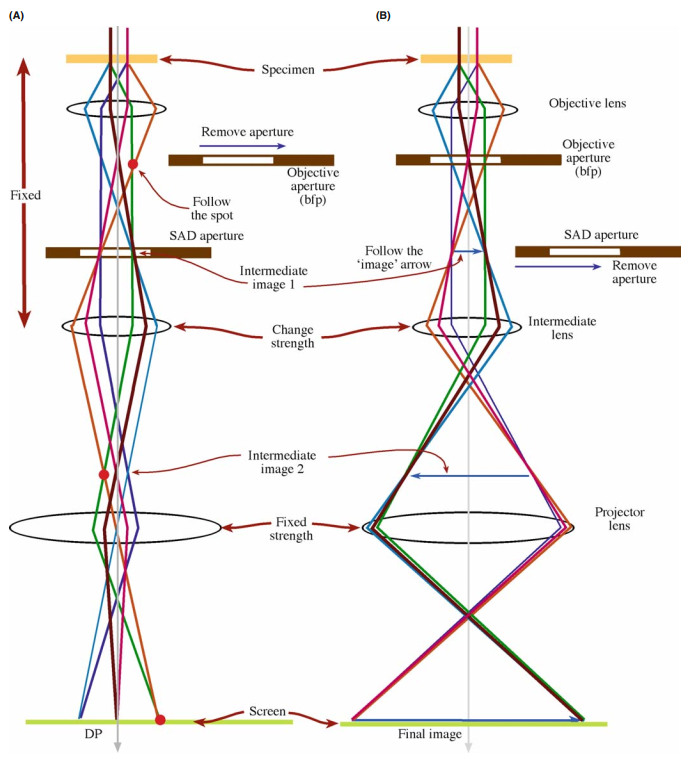 (A)
(B)
Specimen
Objective lens
Remove aperture
Objective
aperture
(bfp)
Objective
aperture
(bfp)
Fixed
Follow
the spot
SAD aperture
SAD aperture
Follow the
‘image’ arrow
Intermediate
image 1
Remove
aperture
Change
strength
Intermediate
lens
Intermediate
image 2
Fixed
strength
Projector
lens
Screen
DP
Final image